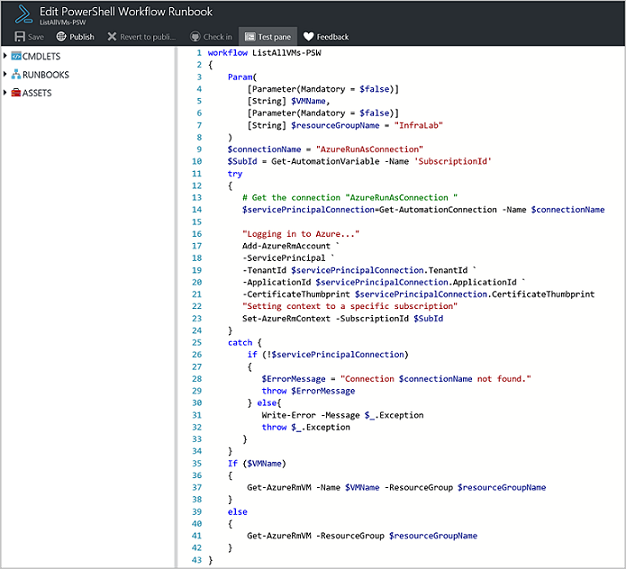 Edit PowerShell Workflow Runbook
ListAllVMs-PSW
Save Publish Revert to publi... Check in Test pane Feedback
CMDLETS
RUNBOOKS
ASSETS
1 workflow ListAllVMs-PSW
2 {
3 Param(
4 [Parameter(Mandatory = $false)]
5 [String] $VMName,
6 [Parameter(Mandatory = $false)]
7 [String] $resourceGroupName = "InfraLab"
8 )
9 $connectionName = "AzureRunAsConnection"
10 $SubId = Get-AutomationVariable -Name 'SubscriptionId'
11 try
12 {
13 # Get the connection "AzureRunAsConnection "
14 $servicePrincipalConnection=Get-AutomationConnection -Name $connectionName
15
16 "Logging in to Azure..."
17 Add-AzureRmAccount `
18 -ServicePrincipal `
19 -TenantId $servicePrincipalConnection.TenantId `
20 -ApplicationId $servicePrincipalConnection.ApplicationId `
21 -CertificateThumbprint $servicePrincipalConnection.CertificateThumbprint
22 "Setting context to a specific subscription"
23 Set-AzureRmContext -SubscriptionId $SubId
24 }
25 catch {
26 if (!$servicePrincipalConnection)
27 {
28 $ErrorMessage = "Connection $connectionName not found."
29 throw $ErrorMessage
30 } else{
31 Write-Error -Message $_.Exception
32 throw $_.Exception
33 }
34 }
35 If ($VMName)
36 {
37 Get-AzureRmVM -Name $VMName -ResourceGroup $resourceGroupName
38 }
39 else
40 {
41 Get-AzureRmVM -ResourceGroup $resourceGroupName
42 }
43 }